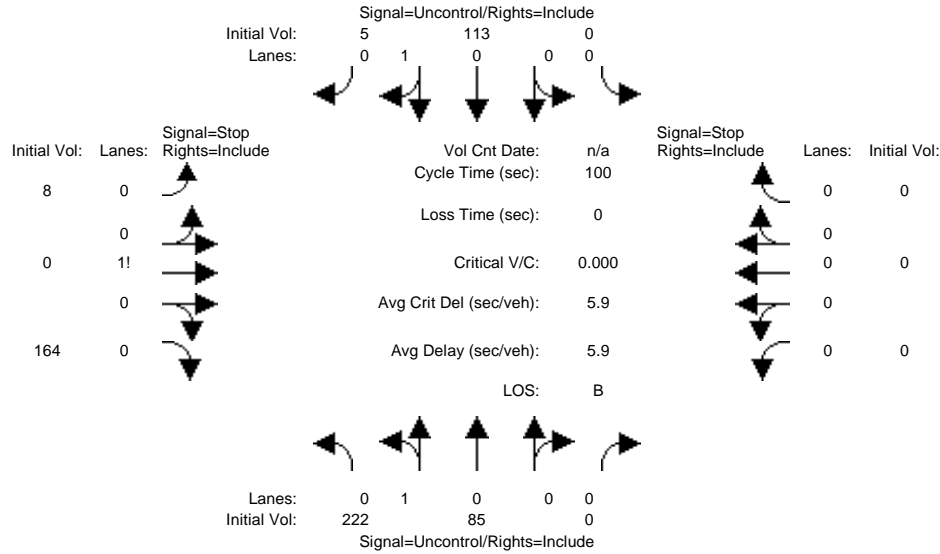 Signal=Uncontrol/Rights=Include
Initial Vol: 5 113 0
Lanes: 0 1 0 0 0
Signal=Stop
Initial Vol: Lanes: Rights=Include
Vol Cnt Date: n/a
Signal=Stop
Rights=Include Lanes: Initial Vol:
Cycle Time (sec): 100
8 0
0 0
Loss Time (sec): 0
0
0
0 1!
Critical V/C: 0.000
0 0
0
Avg Crit Del (sec/veh): 5.9
0
164 0
Avg Delay (sec/veh): 5.9
0 0
LOS: B
Lanes: 0 1 0 0 0
Initial Vol: 222 85 0
Signal=Uncontrol/Rights=Include